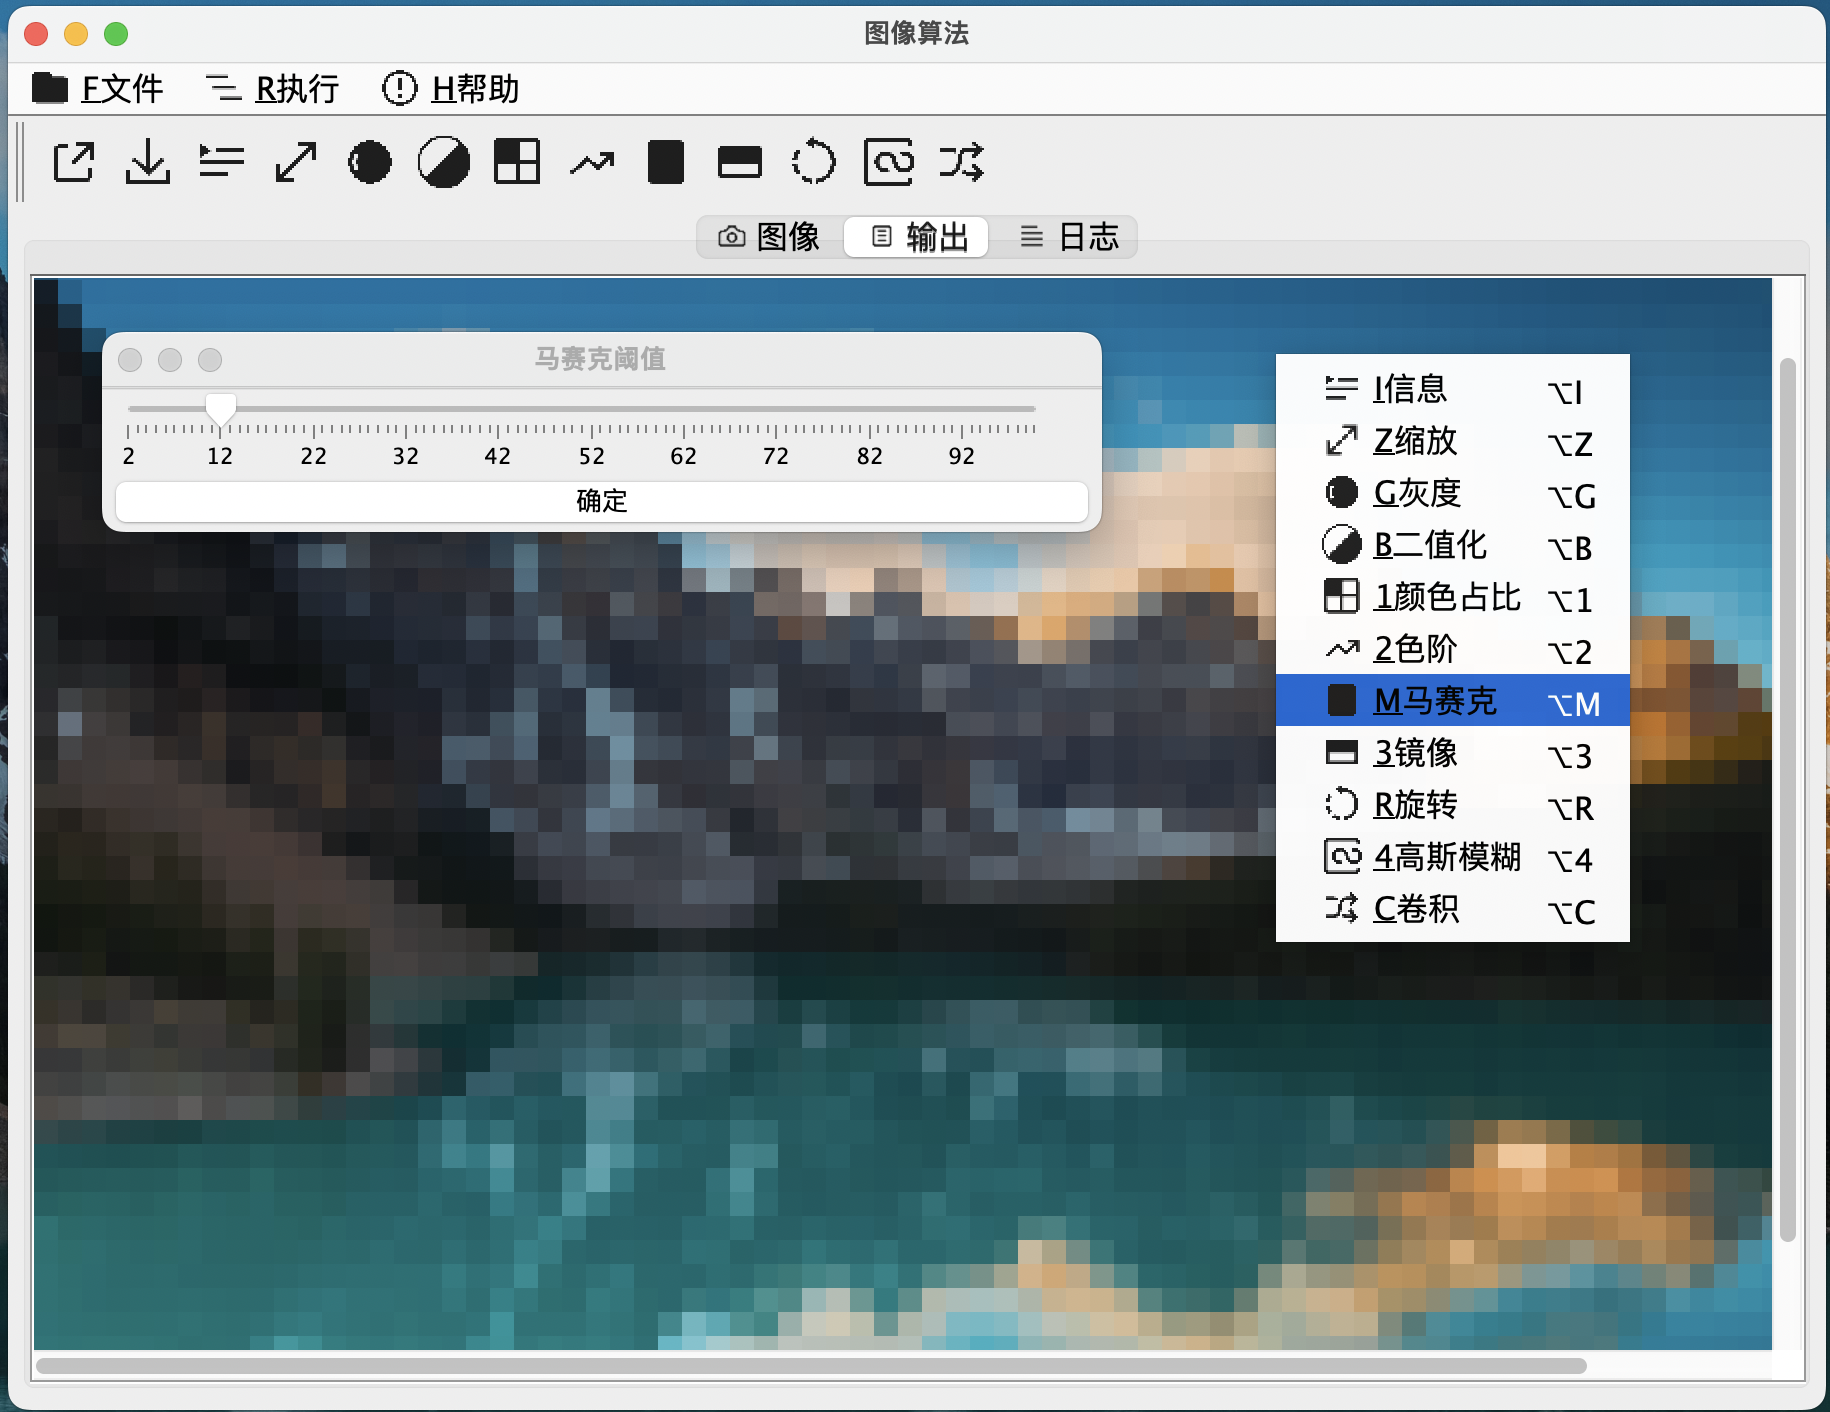 图像算法
F文件 R执行 H帮助
图像 输出 日志
马赛克阈值
2 12 22 32 42 52 62 72 82 92
确定
I信息 ⌥I
Z缩放 ⌥Z
G灰度 ⌥G
B二值化 ⌥B
1颜色占比 ⌥1
2色阶 ⌥2
M马赛克 ⌥M
3镜像 ⌥3
R旋转 ⌥R
4高斯模糊 ⌥4
C卷积 ⌥C